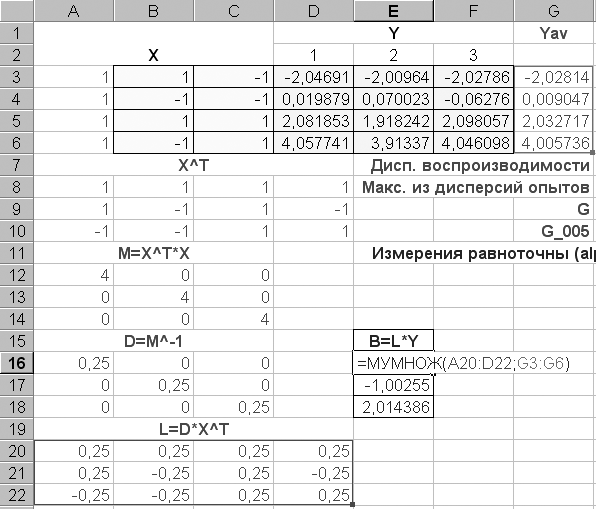 A B C D E F G
1 Y Yav
2 X 1 2 3
3 1 1 -1 -2,04691 -2,00964 -2,02786 -2,02814
4 1 -1 -1 0,019879 0,070023 -0,06276 0,009047
5 1 1 1 2,081853 1,918242 2,098057 2,032717
6 1 -1 1 4,057741 3,91337 4,046098 4,005736
7 X^T Дисп. воспроизводимости
8 1 1 1 1 Макс. из дисперсий опытов
9 1 -1 1 -1 G
10 -1 -1 1 1 G_005
11 M=X^T*X Измерения равноточны (alp
12 4 0 0
13 0 4 0
14 0 0 4
15 D=M^-1 B=L*Y
16 0,25 0 0 =МУМНОЖ(A20:D22;G3:G6)
17 0 0,25 0 -1,00255
18 0 0 0,25 2,014386
19 L=D*X^T
20 0,25 0,25 0,25 0,25
21 0,25 -0,25 0,25 -0,25
22 -0,25 -0,25 0,25 0,25